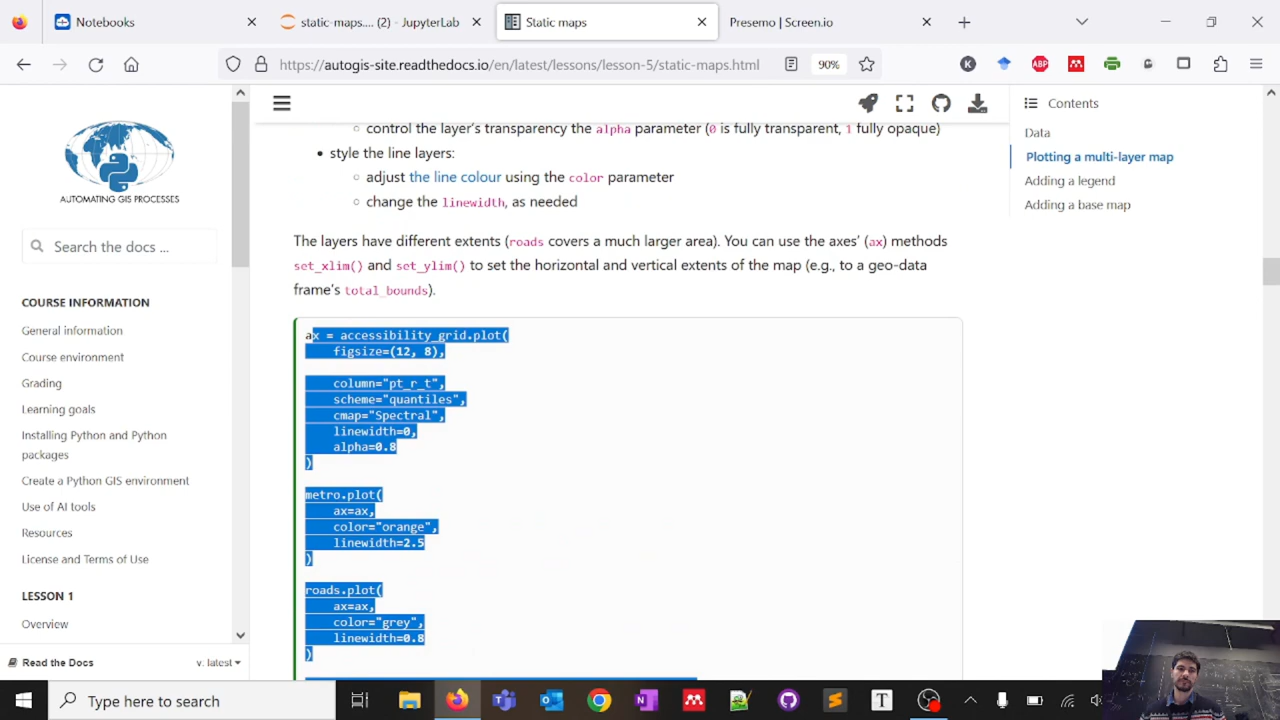 Notebooks
static-maps.... (2) - JupyterLab
Static maps
Presemo | Screen.io
https://autogis-site.readthedocs.io/en/latest/lessons/lesson-5/static-maps.html
90%
K
ABP
AUTOMATING GIS PROCESSES
Search the docs ...
COURSE INFORMATION
General information
Course environment
Grading
Learning goals
Installing Python and Python
packages
Create a Python GIS environment
Use of AI tools
Resources
License and Terms of Use
LESSON 1
Overview
Read the Docs
v: latest
control the layer's transparency the alpha parameter (0 is fully transparent, 1 fully opaque)
style the line layers:
adjust the line colour using the color parameter
change the linewidth, as needed
The layers have different extents (roads covers a much larger area). You can use the axes' (ax) methods
set_xlim() and set_ylim() to set the horizontal and vertical extents of the map (e.g., to a geo-data
frame's total_bounds).
ax = accessibility_grid.plot(
figsize=(12, 8),
column="pt_r_t",
scheme="quantiles",
cmap="Spectral",
linewidth=0,
alpha=0.8
)
metro.plot(
ax=ax,
color="orange",
linewidth=2.5
)
roads.plot(
ax=ax,
color="grey",
linewidth=0.8
)
Contents
Data
Plotting a multi-layer map
Adding a legend
Adding a base map
Type here to search